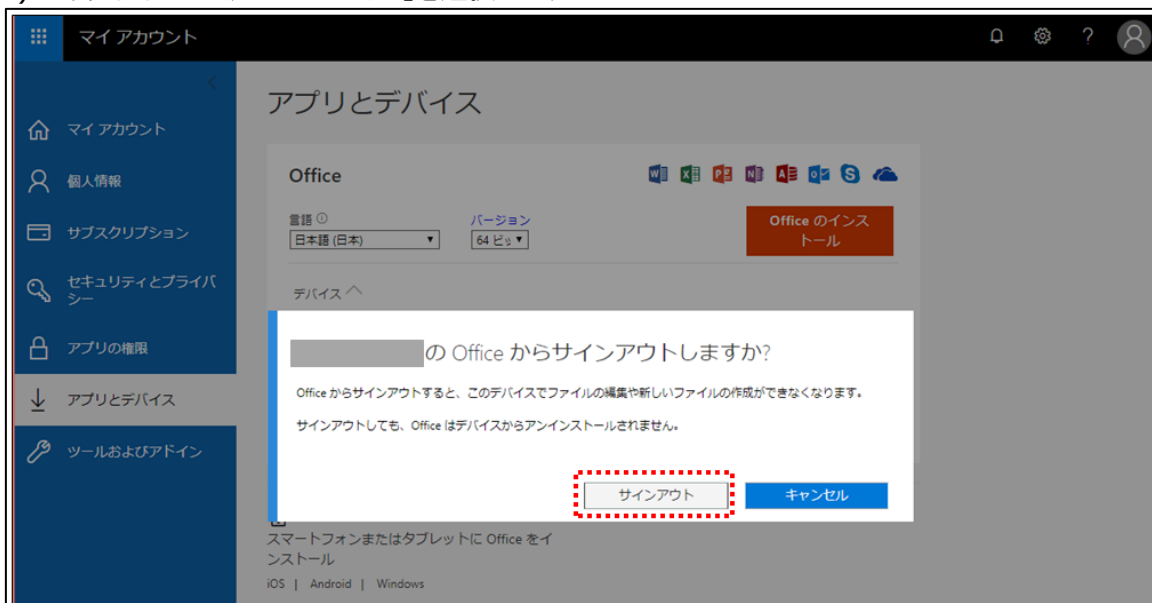 マイ アカウント
?
アプリとデバイス
マイ アカウント
個人情報
サブスクリプション
セキュリティとプライバ
シー
アプリの権限
アプリとデバイス
ツールおよびアドイン
Office
言語
バージョン
日本語 (日本)
64 ビッ
Office のインス
トール
デバイス
の Office からサインアウトしますか?
Office からサインアウトすると、このデバイスでファイルの編集や新しいファイルの作成ができなくなります。
サインアウトしても、Office はデバイスからアンインストールされません。
サインアウト
キャンセル
スマートフォンまたはタブレットに Office をイ
ンストール
iOS | Android | Windows